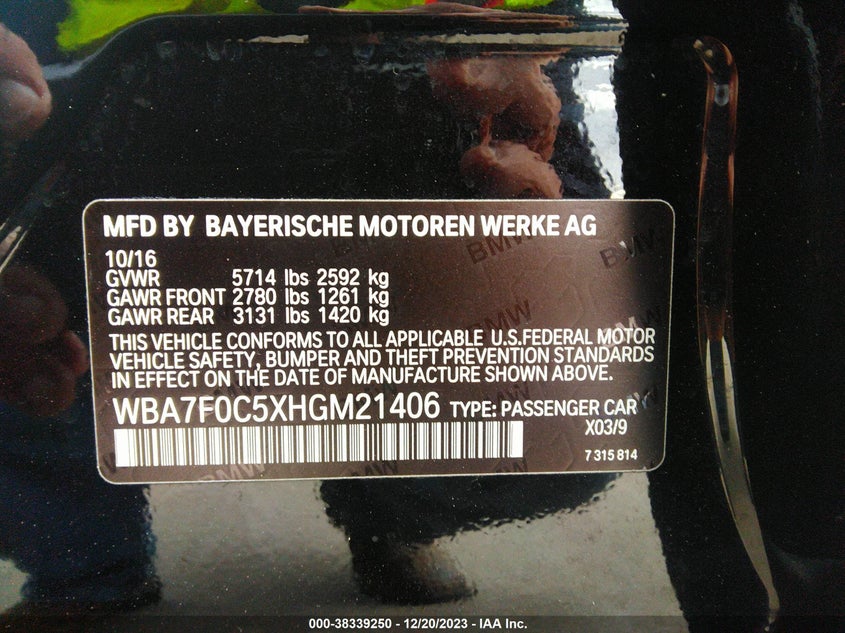 MFD BY BAYERISCHE MOTOREN WERKE AG
10/16
GVWR 5714 lbs 2592 kg
GAWR FRONT 2780 lbs 1261 kg
GAWR REAR 3131 lbs 1420 kg
THIS VEHICLE CONFORMS TO ALL APPLICABLE U.S.FEDERAL MOTOR
VEHICLE SAFETY, BUMPER AND THEFT PREVENTION STANDARDS
IN EFFECT ON THE DATE OF MANUFACTURE SHOWN ABOVE.
WBA7F0C5XHGM21406 TYPE: PASSENGER CAR
X03/9
7 315 814
000-38339250 - 12/20/2023 - IAA Inc.